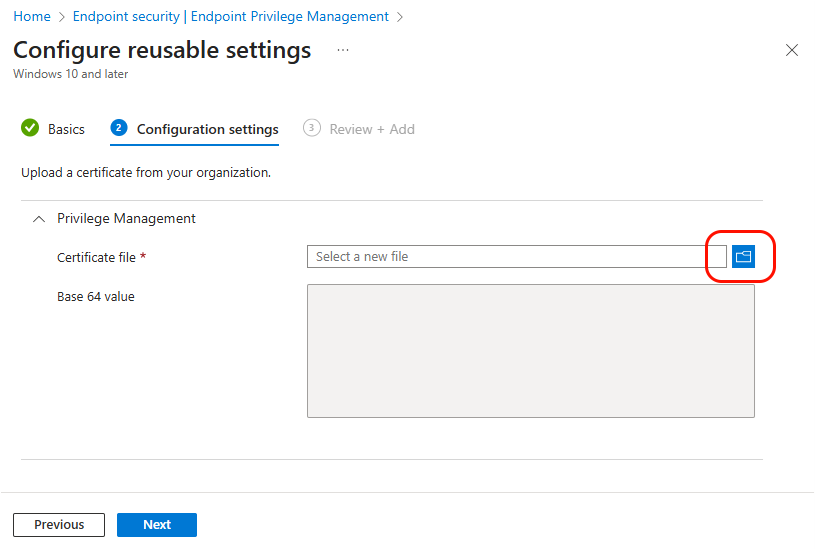 Home > Endpoint security | Endpoint Privilege Management >
Configure reusable settings ...
Windows 10 and later
Basics 2 Configuration settings 3 Review + Add
Upload a certificate from your organization.
Privilege Management
Certificate file * Select a new file
Base 64 value
Previous Next